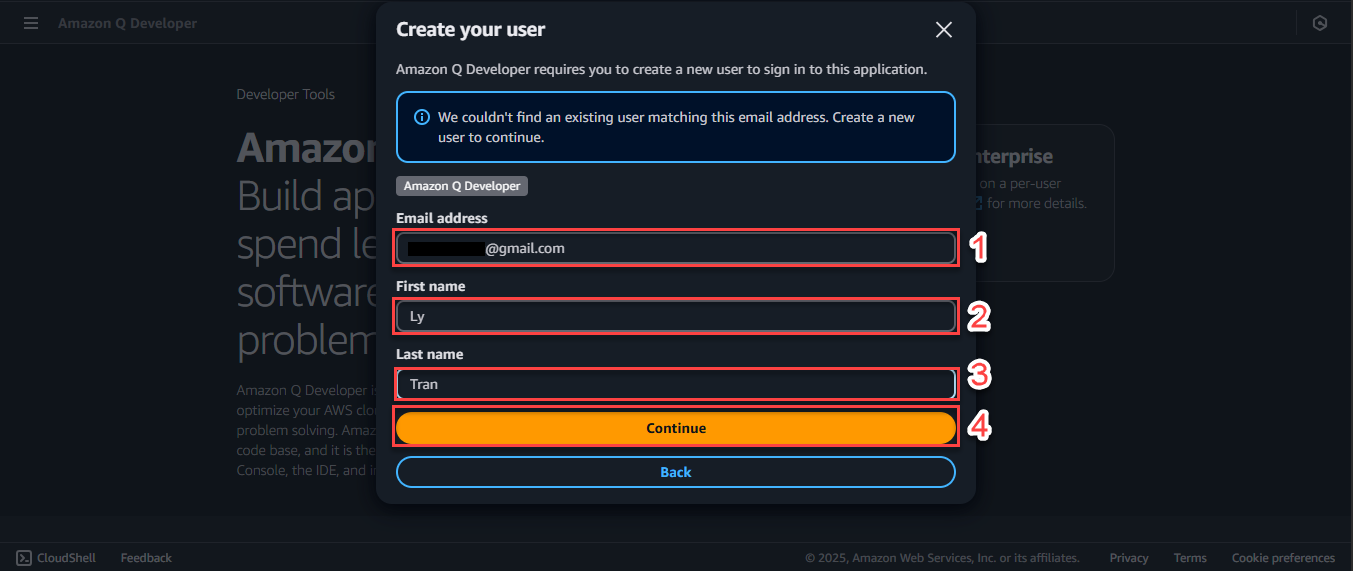 Amazon Q Developer
Create your user
Amazon Q Developer requires you to create a new user to sign in to this application.
We couldn't find an existing user matching this email address. Create a new
user to continue.
Amazon Q Developer
Email address
@gmail.com
1
First name
Ly
2
Last name
Tran
3
Continue
4
Back
Developer Tools
Amazon
Build ap
spend le
software
problem
Amazon Q Developer is
optimize your AWS clou
problem solving. Amaz
code base, and it is the
Console, the IDE, and i
nterprise
on a per-user
for more details.
CloudShell
Feedback
© 2025, Amazon Web Services, Inc. or its affiliates.
Privacy
Terms
Cookie preferences